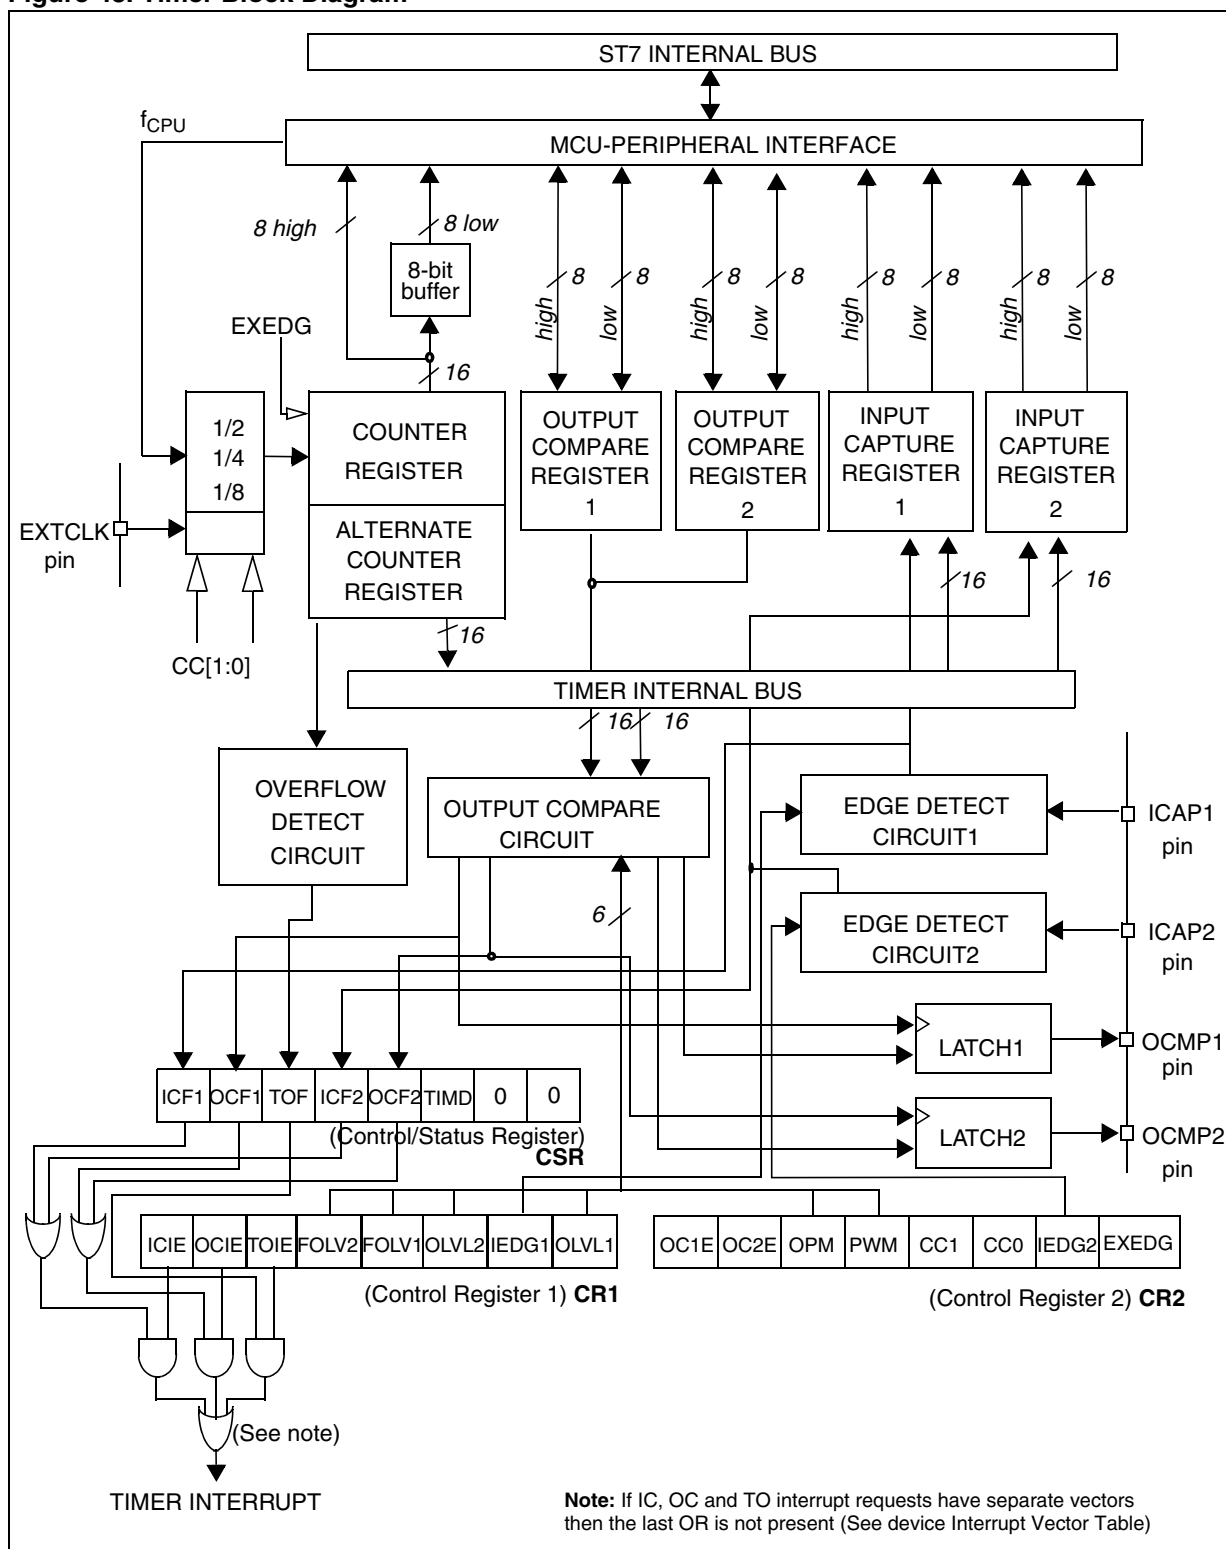 Figure 48. Timer Block Diagram
ST7 INTERNAL BUS
fCPU
MCU-PERIPHERAL INTERFACE
8 high
8 low
8-bit
buffer
EXEDG
16
high
8
low
8
high
8
low
8
high
8
low
8
high
8
low
8
1/2
1/4
1/8
COUNTER
REGISTER
ALTERNATE
COUNTER
REGISTER
OUTPUT
COMPARE
REGISTER
1
OUTPUT
COMPARE
REGISTER
2
INPUT
CAPTURE
REGISTER
1
INPUT
CAPTURE
REGISTER
2
EXTCLK
pin
CC[1:0]
16
16
16
TIMER INTERNAL BUS
16
16
OVERFLOW
DETECT
CIRCUIT
OUTPUT COMPARE
CIRCUIT
6
EDGE DETECT
CIRCUIT1
ICAP1
pin
EDGE DETECT
CIRCUIT2
ICAP2
pin
LATCH1
OCMP1
pin
LATCH2
OCMP2
pin
ICF1 OCF1 TOF ICF2 OCF2 TIMD 0 0
(Control/Status Register)
CSR
ICIE OCIE TOIE FOLV2 FOLV1 OLVL2 IEDG1 OLVL1
(Control Register 1) CR1
OC1E OC2E OPM PWM CC1 CC0 IEDG2 EXEDG
(Control Register 2) CR2
(See note)
TIMER INTERRUPT
Note: If IC, OC and TO interrupt requests have separate vectors
then the last OR is not present (See device Interrupt Vector Table)